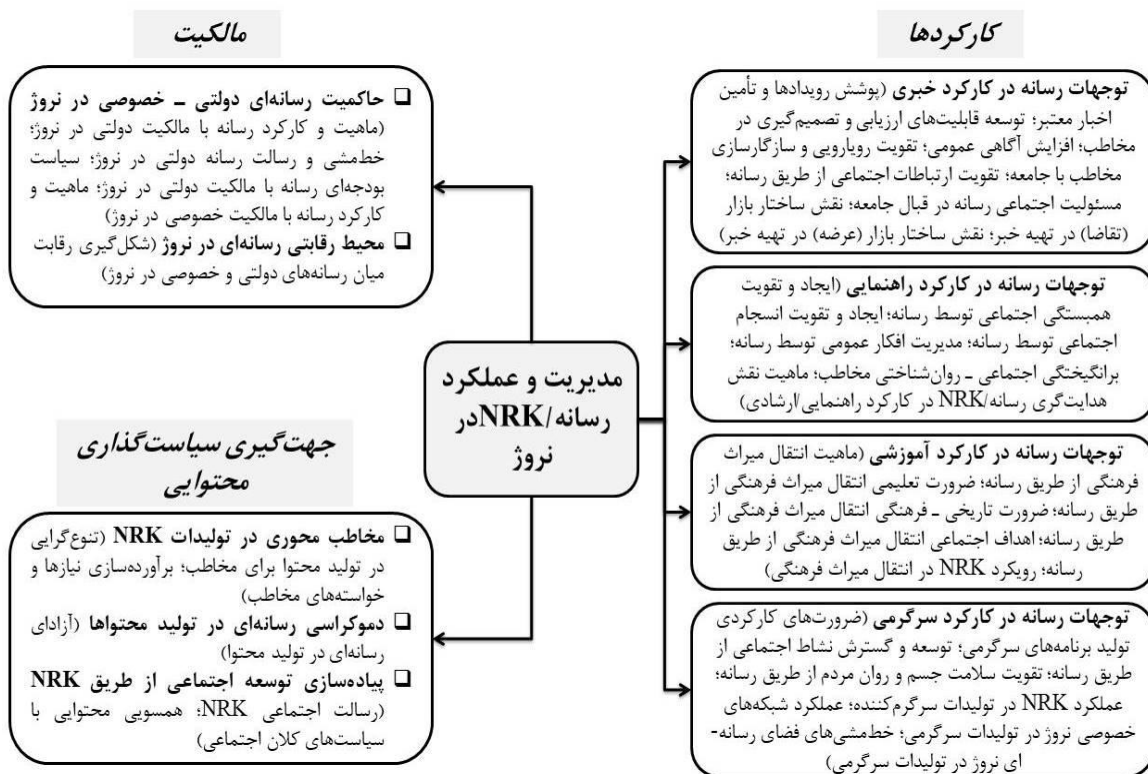 کارکردها
توجهات رسانه در کارکرد خبری (پوشش رویدادها و تأمین
اخبار معتبر؛ توسعه قابلیت‌های ارزیابی و تصمیم‌گیری در
مخاطب؛ افزایش آگاهی عمومی؛ تقویت رویارویی و سازگارسازی
مخاطب با جامعه؛ تقویت ارتباطات اجتماعی از طریق رسانه؛
مسئولیت اجتماعی رسانه در قبال جامعه؛ نقش ساختار بازار
(تقاضا) در تهیه خبر؛ نقش ساختار بازار (عرضه) در تهیه خبر)
توجهات رسانه در کارکرد راهنمایی (ایجاد و تقویت
همبستگی اجتماعی توسط رسانه؛ ایجاد و تقویت انسجام
اجتماعی توسط رسانه؛ مدیریت افکار عمومی توسط رسانه؛
برانگیختگی اجتماعی ـ روان‌شناختی مخاطب؛ ماهیت نقش
هدایت‌گری رسانه/NRK در کارکرد راهنمایی/ارشادی)
توجهات رسانه در کارکرد آموزشی (ماهیت انتقال میراث
فرهنگی از طریق رسانه؛ ضرورت تعلیمی انتقال میراث فرهنگی از
طریق رسانه؛ ضرورت تاریخی ـ فرهنگی انتقال میراث فرهنگی از
طریق رسانه؛ اهداف اجتماعی انتقال میراث فرهنگی از طریق
رسانه؛ رویکرد NRK در انتقال میراث فرهنگی)
توجهات رسانه در کارکرد سرگرمی (ضرورت‌های کارکردی
تولید برنامه‌های سرگرمی؛ توسعه و گسترش نشاط اجتماعی از
طریق رسانه؛ تقویت سلامت جسم و روان مردم از طریق رسانه؛
عملکرد NRK در تولیدات سرگرم‌کننده؛ عملکرد شبکه‌های
خصوصی نروژ در تولیدات سرگرمی؛ خط‌مشی‌های فضای رسانه-
ای نروژ در تولیدات سرگرمی)
مدیریت و عملکرد
رسانه/NRKدر
نروژ
مالکیت
❑ حاکمیت رسانه‌ای دولتی ـ خصوصی در نروژ
(ماهیت و کارکرد رسانه با مالکیت دولتی در نروژ؛
خط‌مشی و رسالت رسانه دولتی در نروژ؛ سیاست
بودجه‌ای رسانه با مالکیت دولتی در نروژ؛ ماهیت و
کارکرد رسانه با مالکیت خصوصی در نروژ)
❑ محیط رقابتی رسانه‌ای در نروژ (شکل‌گیری رقابت
میان رسانه‌های دولتی و خصوصی در نروژ)
جهت‌گیری سیاست‌گذاری
محتوایی
❑ مخاطب محوری در تولیدات NRK (تنوع‌گرایی
در تولید محتوا برای مخاطب؛ برآورده‌سازی نیازها و
خواسته‌های مخاطب)
❑ دموکراسی رسانه‌ای در تولید محتواها (آزادای
رسانه‌ای در تولید محتوا)
❑ پیاده‌سازی توسعه اجتماعی از طریق NRK
(رسالت اجتماعی NRK؛ همسویی محتوایی با
سیاست‌های کلان اجتماعی)